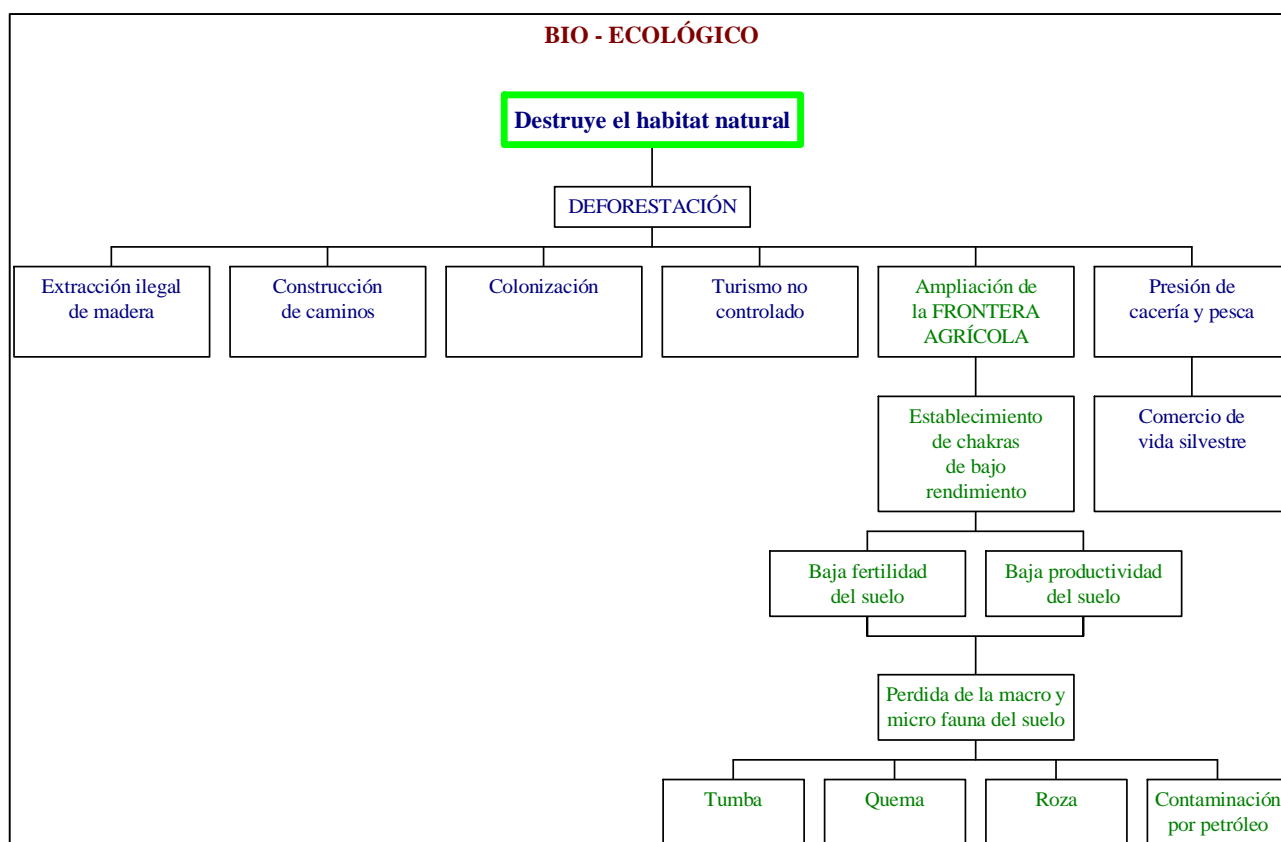 BIO - ECOLÓGICO
Destruye el habitat natural
DEFORESTACIÓN
Extracción ilegal
de madera
Construcción
de caminos
Colonización
Turismo no
controlado
Ampliación de
la FRONTERA
AGRÍCOLA
Presión de
cacería y pesca
Establecimiento
de chakras
de bajo
rendimiento
Comercio de
vida silvestre
Baja fertilidad
del suelo
Baja productividad
del suelo
Perdida de la macro y
micro fauna del suelo
Tumba
Quema
Roza
Contaminación
por petróleo